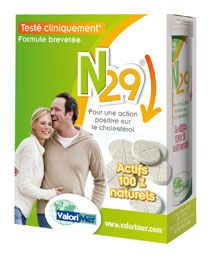 Testé cliniquement*
Formule brevetée
N29
Pour une action
positive sur
le cholestérol
Actifs
100 %
naturels
ValoriMer
www.valorimer.com